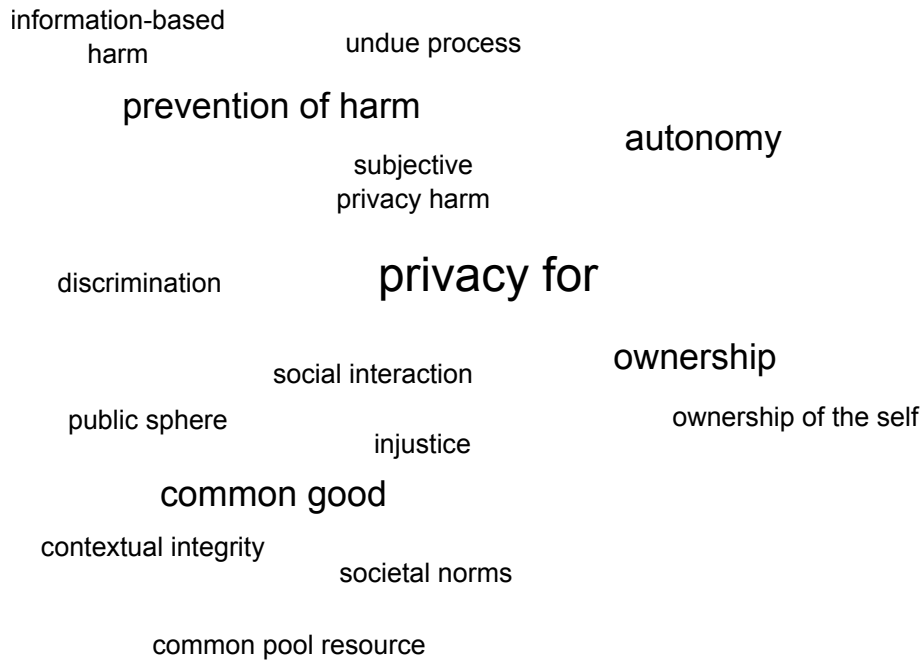 information-based
harm
undue process
prevention of harm
autonomy
subjective
privacy harm
privacy for
discrimination
ownership
social interaction
ownership of the self
public sphere
injustice
common good
contextual integrity
societal norms
common pool resource